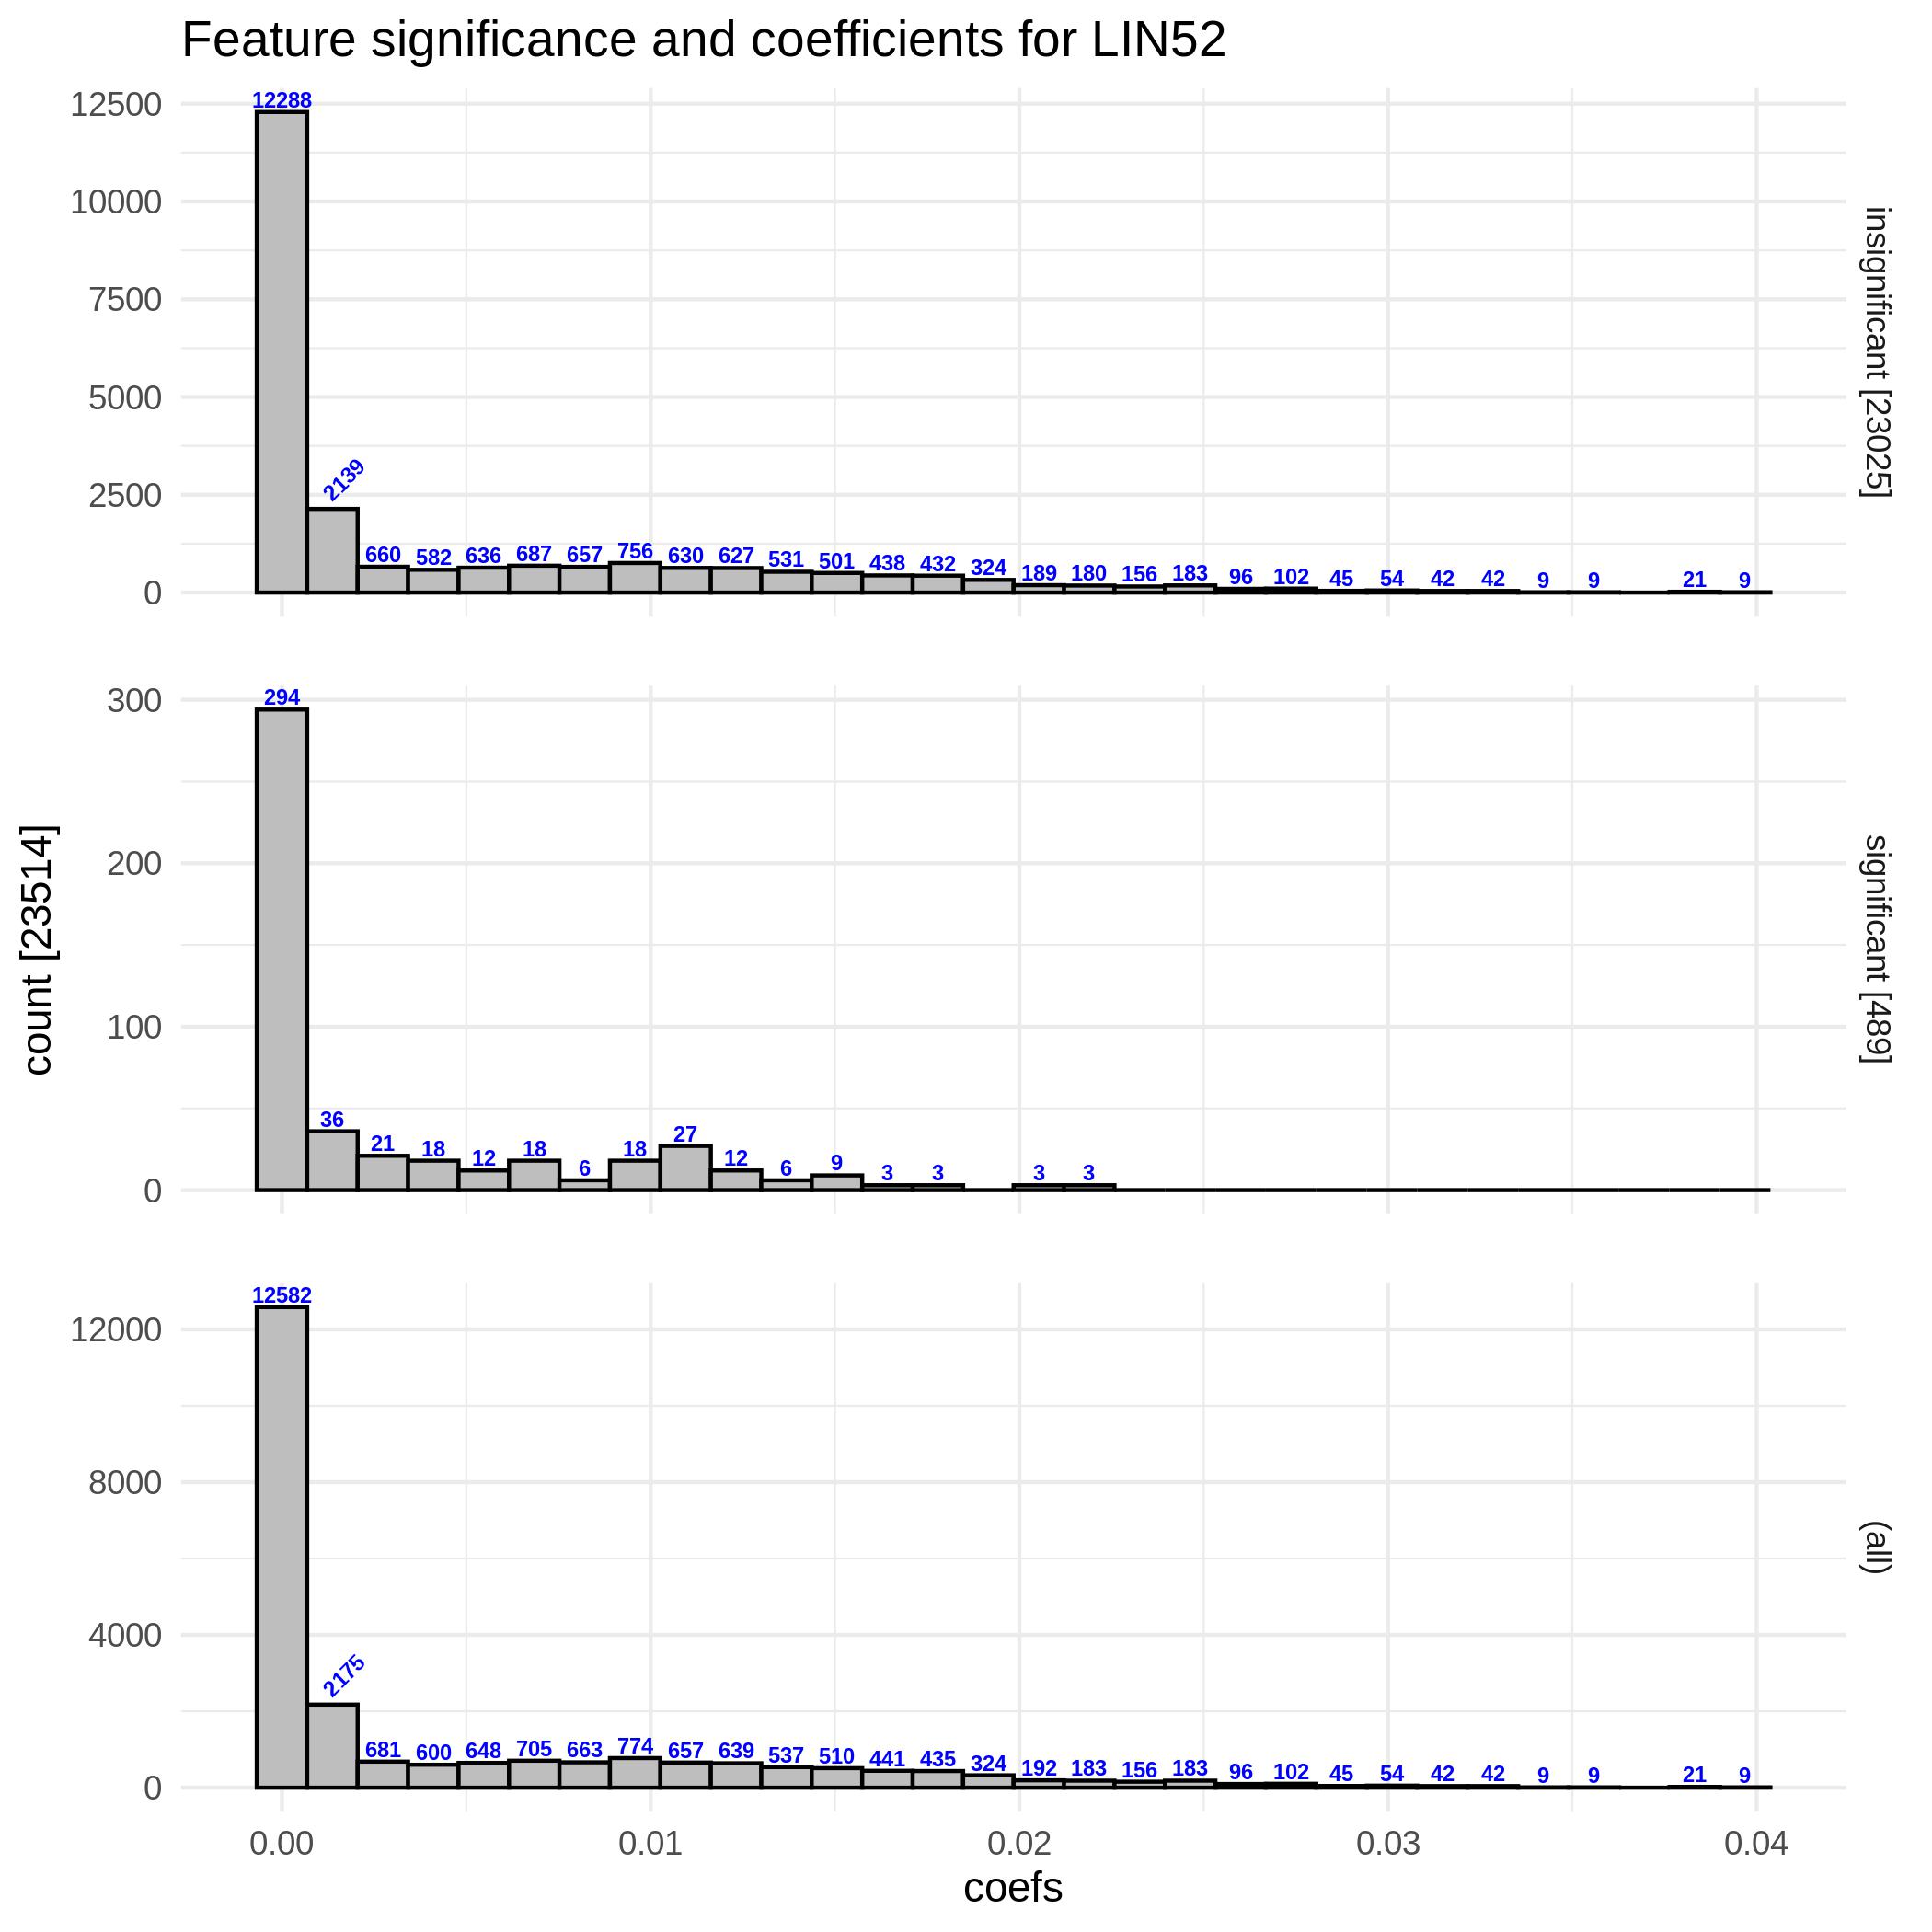 Feature significance and coefficients for LIN52
12500
10000
7500
5000
2500
0
12288
2139
660 582 636 687 657 756 630 627 531 501 438 432 324 189 180 156 183 96 102 45 54 42 42 9 9 21 9
insignificant [23025]
300
200
100
0
294
36 21 18 12 18 6 18 27 12 6 9 3 3 3 3
significant [489]
count [23514]
12000
8000
4000
0
12582
2175
681 600 648 705 663 774 657 639 537 510 441 435 324 192 183 156 183 96 102 45 54 42 42 9 9 21 9
(all)
0.00 0.01 0.02 0.03 0.04
coefs